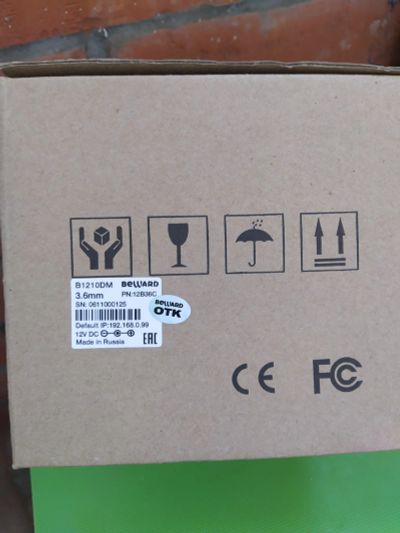 B1210DM BEWARD
3.6mm PN:12B36C
SN: 0611000125
BEWARD
OTK
Default IP:192.168.0.99
12V DC
Made in Russia EAC
CE FC